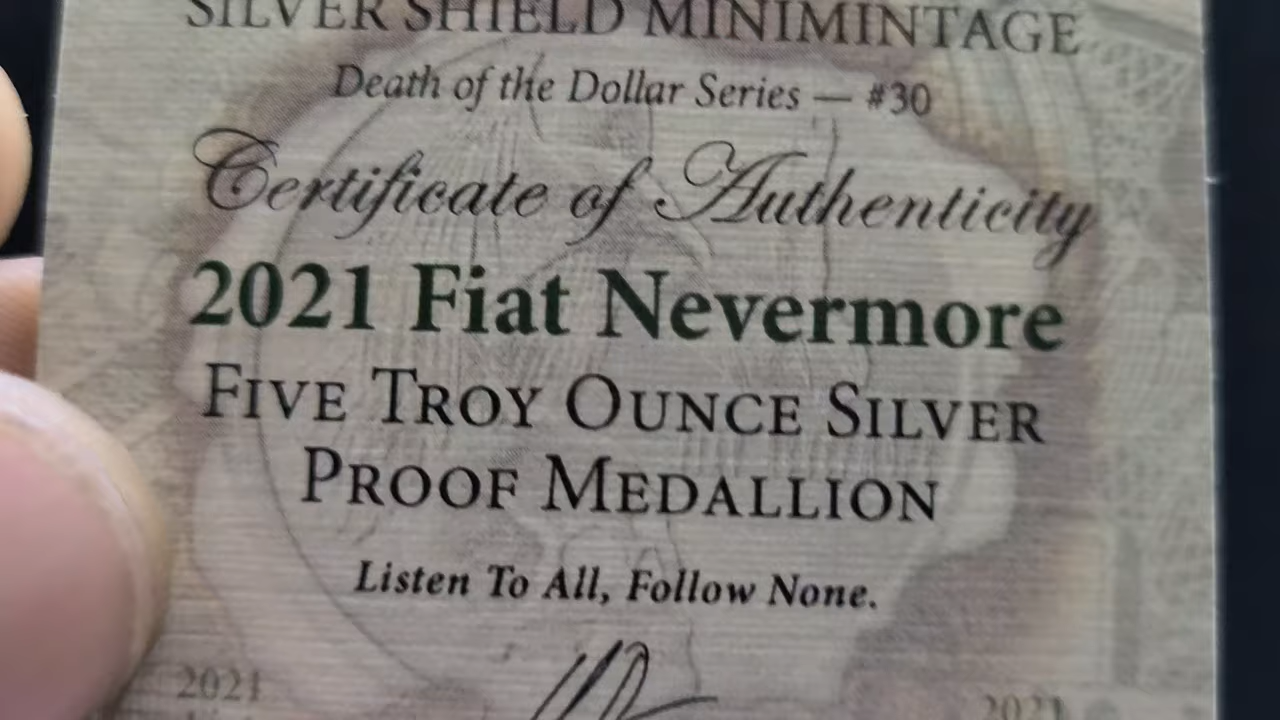 SILVER SHIELD MINIMINTAGE
Death of the Dollar Series — #30
Certificate of Authenticity
2021 Fiat Nevermore
FIVE TROY OUNCE SILVER
PROOF MEDALLION
Listen To All, Follow None.
2021 2021